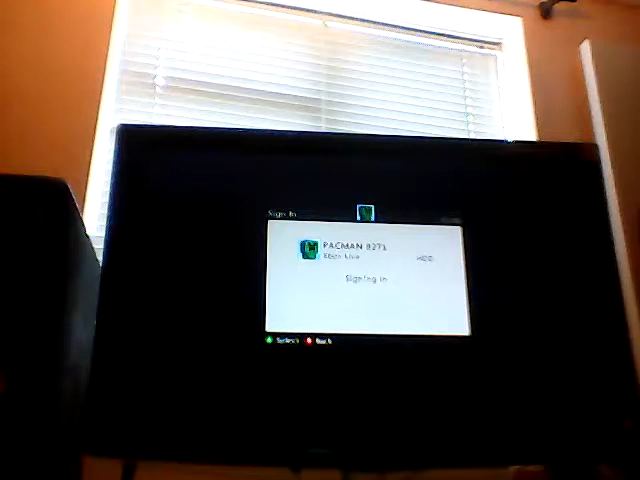 Sign In
PACMAN 8271
Xbox Live
HDD
Signing in
Select Back